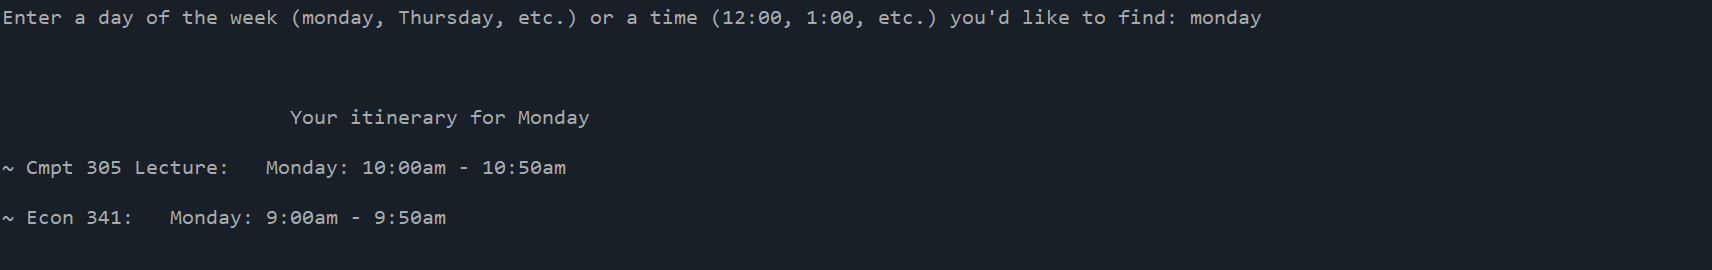 Enter a day of the week (monday, Thursday, etc.) or a time (12:00, 1:00, etc.) you'd like to find: monday
Your itinerary for Monday
~ Cmpt 305 Lecture:   Monday: 10:00am - 10:50am
~ Econ 341:   Monday: 9:00am - 9:50am